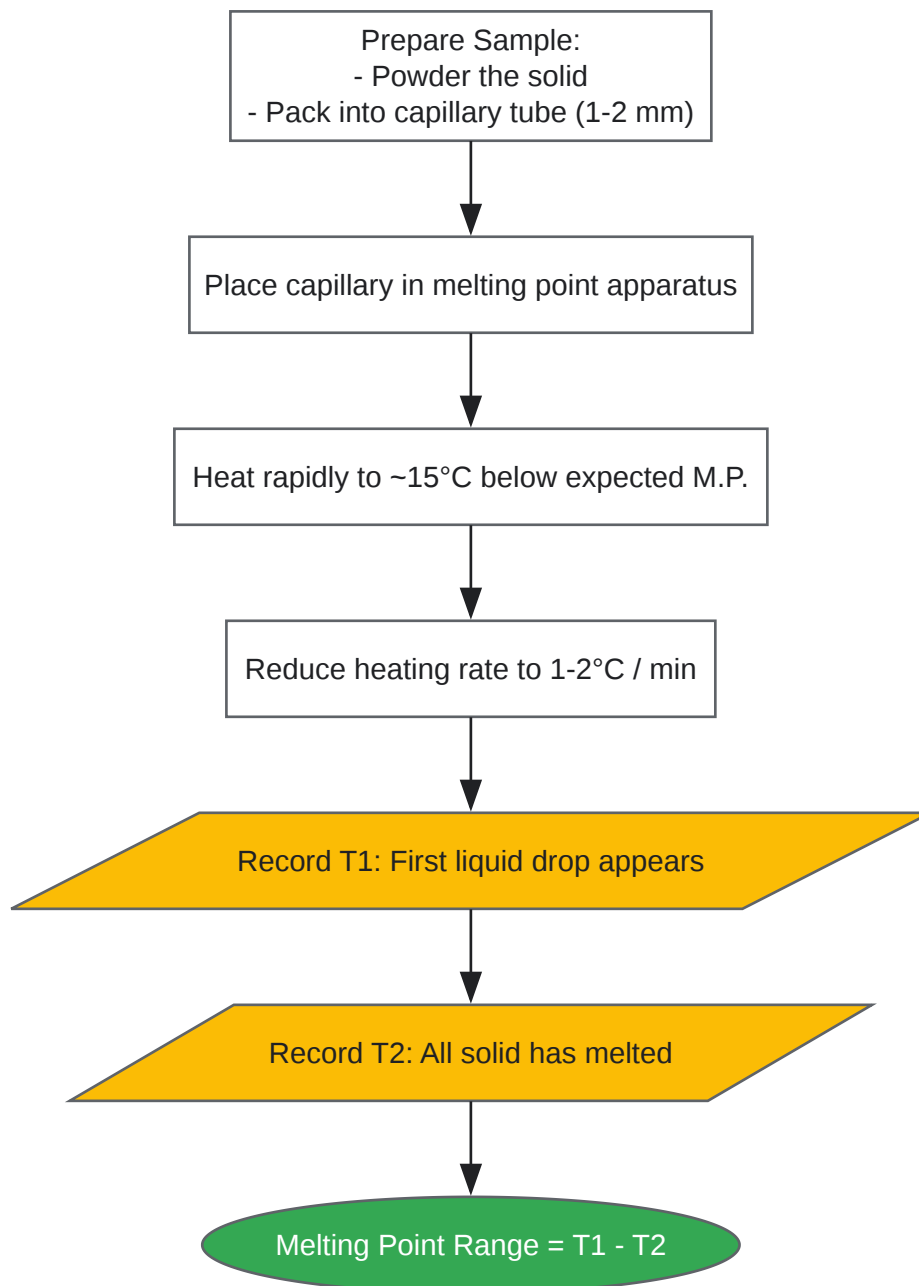 Prepare Sample:
- Powder the solid
- Pack into capillary tube (1-2 mm)
Place capillary in melting point apparatus
Heat rapidly to ~15°C below expected M.P.
Reduce heating rate to 1-2°C / min
Record T1: First liquid drop appears
Record T2: All solid has melted
Melting Point Range = T1 - T2